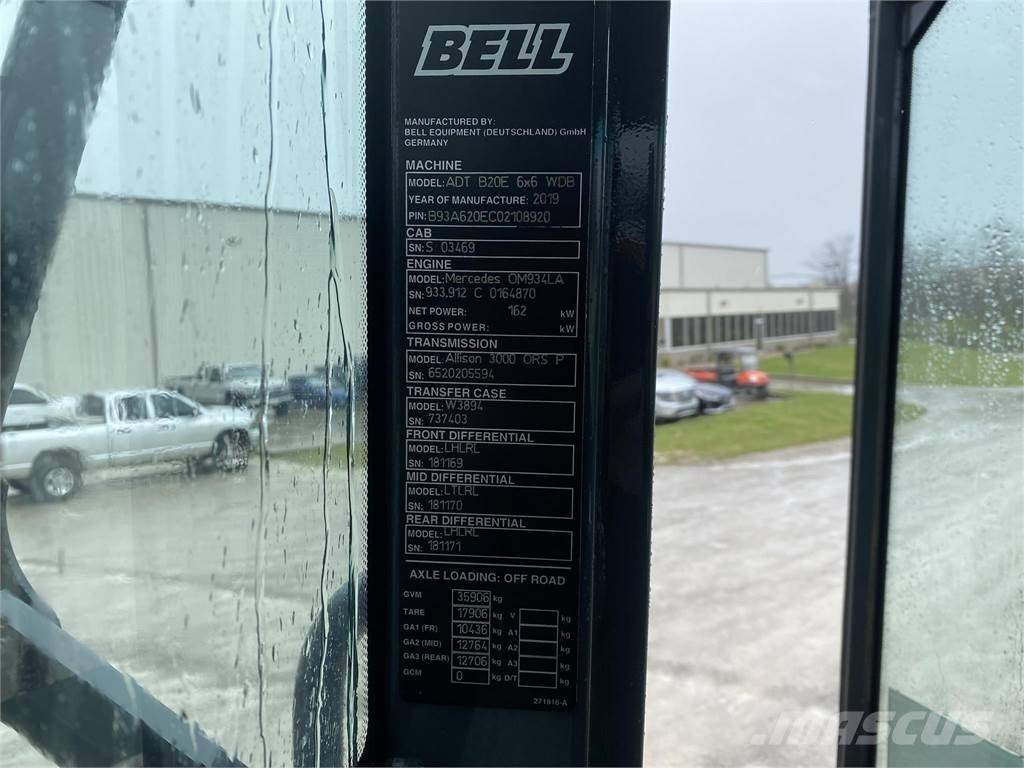 BELL
MANUFACTURED BY:
BELL EQUIPMENT (DEUTSCHLAND) GmbH
GERMANY
MACHINE
MODEL: ADT B20E 6x6 WDB
YEAR OF MANUFACTURE: 2019
PIN: B93A620EC02108920
CAB
SN: S 03469
ENGINE
MODEL: Mercedes OM934LA
SN: 933.912 C 0164870
NET POWER: 162 kW
GROSS POWER: kW
TRANSMISSION
MODEL: Allison 3000 ORS P
SN: 6520205594
TRANSFER CASE
MODEL: W3894
SN: 737403
FRONT DIFFERENTIAL
MODEL: LHLRL
SN: 181169
MID DIFFERENTIAL
MODEL: LTLRL
SN: 181170
REAR DIFFERENTIAL
MODEL: LHLRL
SN: 181171
AXLE LOADING: OFF ROAD
GVM 35906 kg
TARE 17906 kg V kg
GA1 (FR) 10436 kg A1 kg
GA2 (MID) 12764 kg A2 kg
GA3 (REAR) 12706 kg A3 kg
GCM 0 kg D/T kg
271916-A
MASCUS